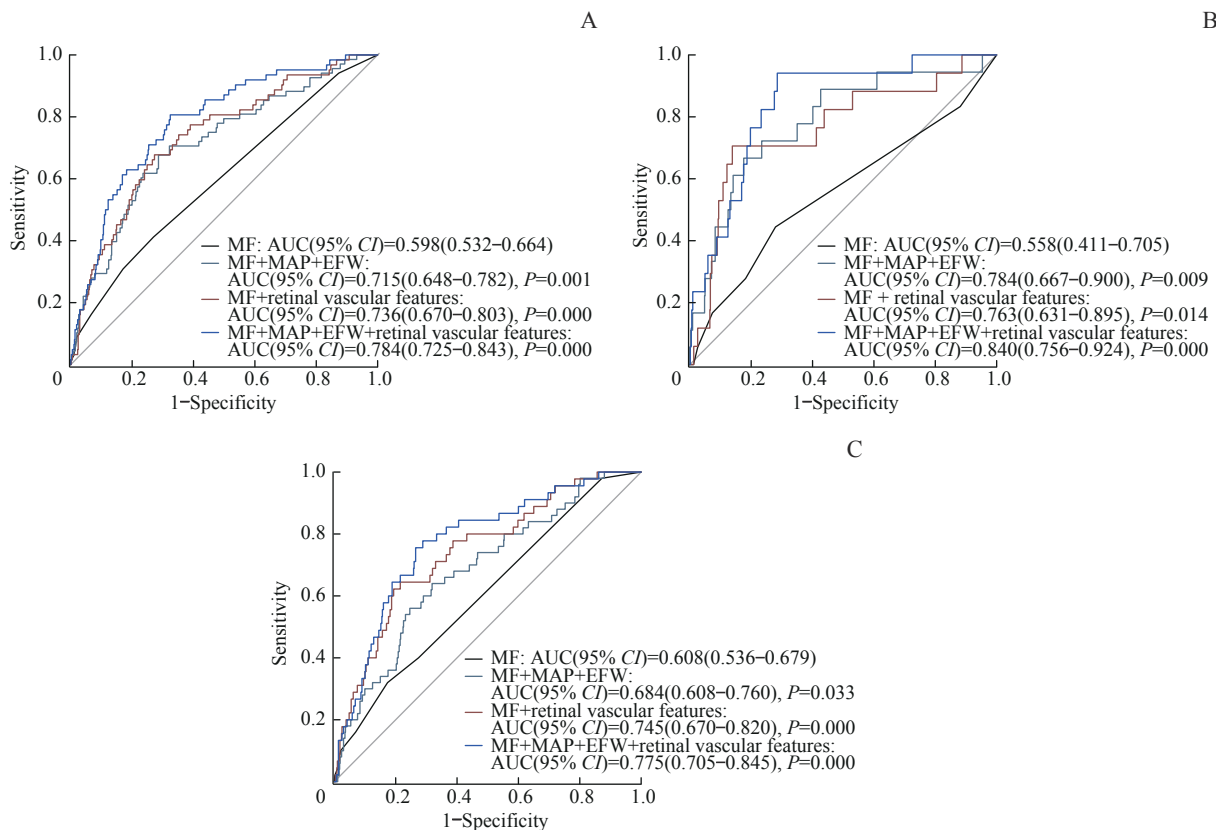 A
1.0
0.8
0.6
0.4
0.2
0
0.2
0.4
0.6
0.8
1.0
Sensitivity
1−Specificity
MF: AUC(95% CI)=0.598(0.532−0.664)
MF+MAP+EFW:
AUC(95% CI)=0.715(0.648−0.782), P=0.001
MF+retinal vascular features:
AUC(95% CI)=0.736(0.670−0.803), P=0.000
MF+MAP+EFW+retinal vascular features:
AUC(95% CI)=0.784(0.725−0.843), P=0.000
B
1.0
0.8
0.6
0.4
0.2
0
0.2
0.4
0.6
0.8
1.0
Sensitivity
1−Specificity
MF: AUC(95% CI)=0.558(0.411−0.705)
MF+MAP+EFW:
AUC(95% CI)=0.784(0.667−0.900), P=0.009
MF + retinal vascular features:
AUC(95% CI)=0.763(0.631−0.895), P=0.014
MF+MAP+EFW+retinal vascular features:
AUC(95% CI)=0.840(0.756−0.924), P=0.000
C
1.0
0.8
0.6
0.4
0.2
0
0.2
0.4
0.6
0.8
1.0
Sensitivity
1−Specificity
MF: AUC(95% CI)=0.608(0.536−0.679)
MF+MAP+EFW:
AUC(95% CI)=0.684(0.608−0.760), P=0.033
MF+retinal vascular features:
AUC(95% CI)=0.745(0.670−0.820), P=0.000
MF+MAP+EFW+retinal vascular features:
AUC(95% CI)=0.775(0.705−0.845), P=0.000